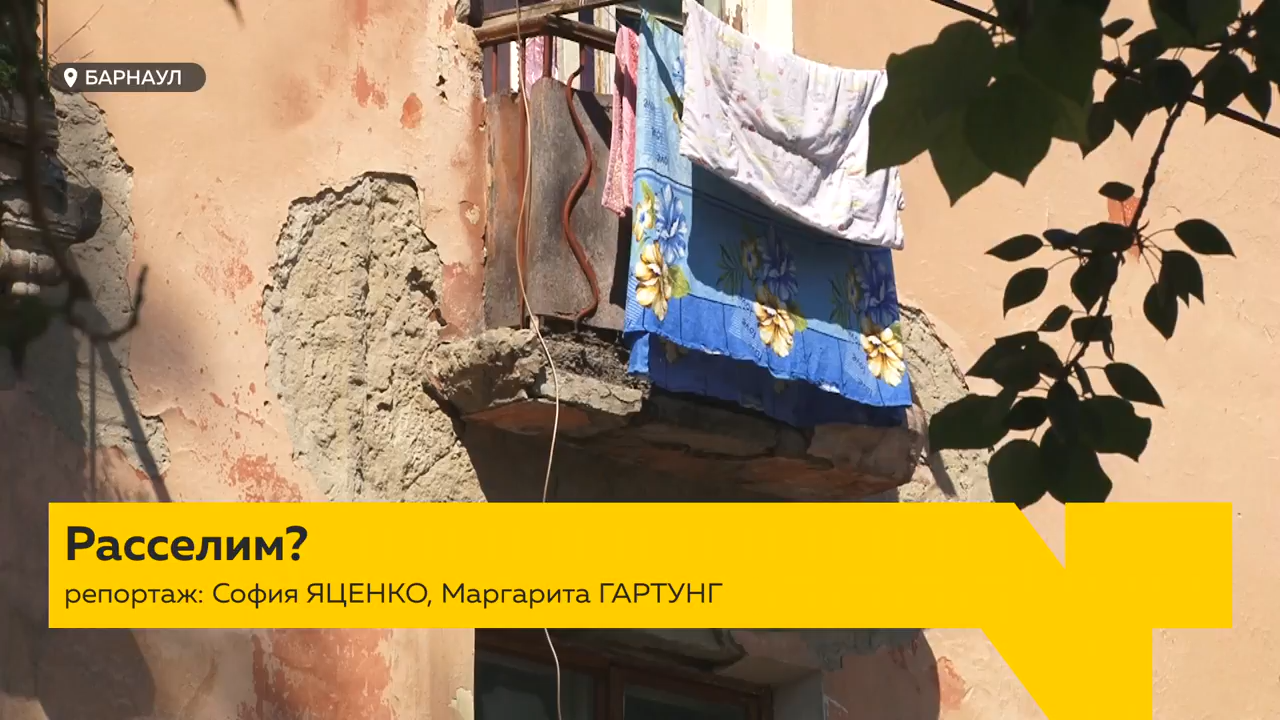 БАРНАУЛ
Расселим?
репортаж: София ЯЦЕНКО, Маргарита ГАРТУНГ